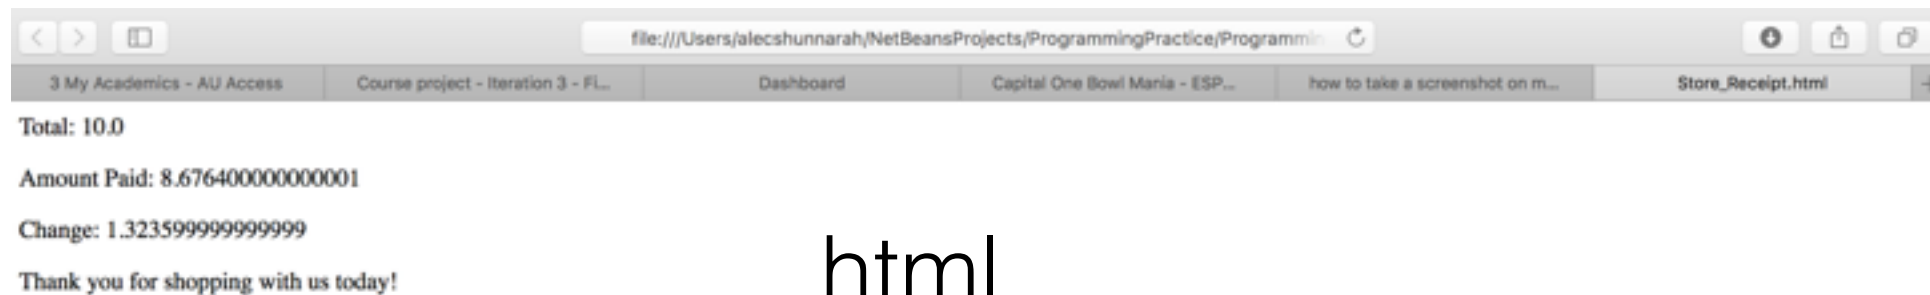 file:///Users/alecshunnarah/NetBeansProjects/ProgrammingPractice/Programmin
3 My Academics - AU Access Course project - Iteration 3 - Fi... Dashboard Capital One Bowl Mania - ESP... how to take a screenshot on m... Store_Receipt.html
Total: 10.0
Amount Paid: 8.676400000000001
Change: 1.323599999999999
Thank you for shopping with us today!
html